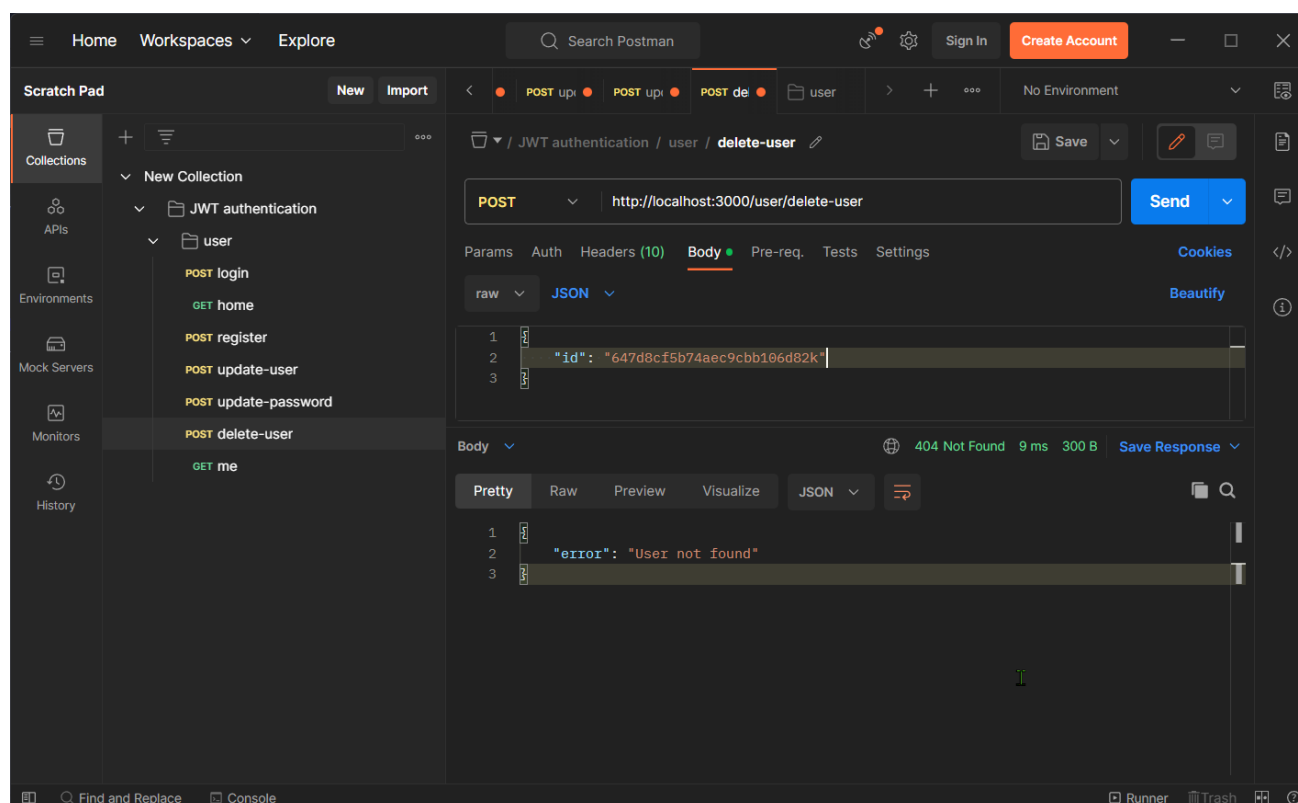 Home Workspaces Explore Search Postman Sign In Create Account
Scratch Pad New Import POST POST POST No Environment
user
Collections
APIs
Environments
Mock Servers
Monitors
History
New Collection
JWT authentication
user
POST login
GET home
POST register
POST update-user
POST update-password
POST delete-user
GET me
/ JWT authentication / user / delete-user Save
POST http://localhost:3000/user/delete-user Send
Params Auth Headers (10) Body Pre-req. Tests Settings Cookies
raw JSON Beautify
1 {
2 "id": "647d8cf5b74aec9cbb106d82k"
3 }
Body 404 Not Found 9 ms 300 B Save Response
Pretty Raw Preview Visualize JSON
1 {
2 "error": "User not found"
3 }
Find and Replace Console Runner Trash